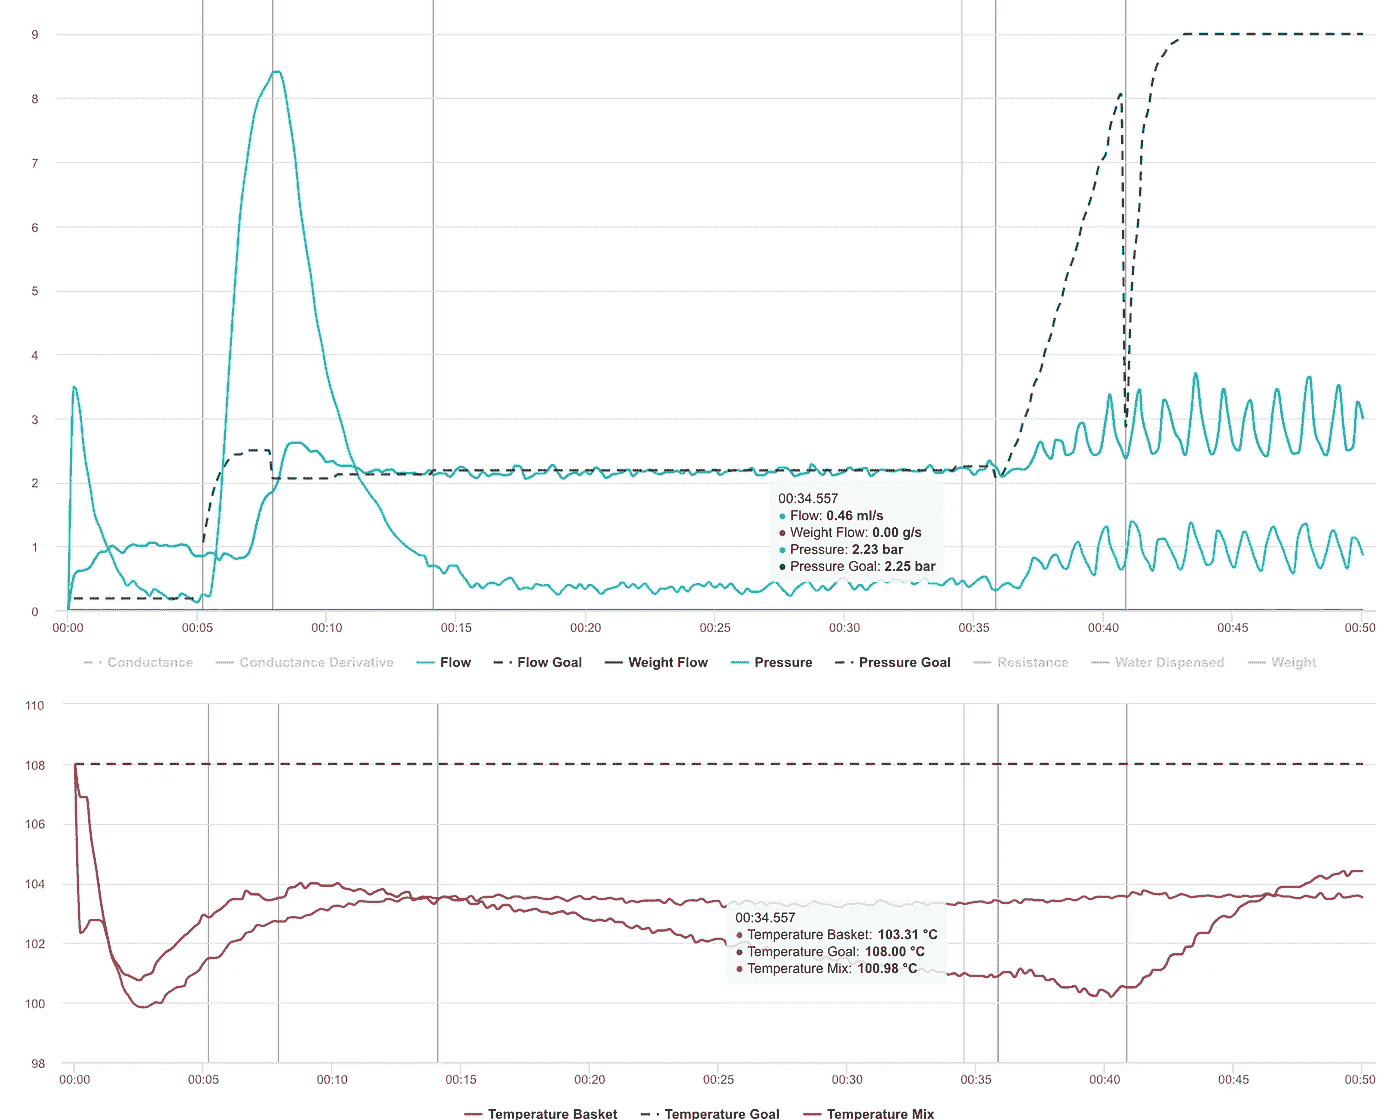 9
8
7
6
5
4
3
2
1
0
00:34.557
Flow: 0.46 ml/s
Weight Flow: 0.00 g/s
Pressure: 2.23 bar
Pressure Goal: 2.25 bar
00:00 00:05 00:10 00:15 00:20 00:25 00:30 00:35 00:40 00:45 00:50
Conductance Conductance Derivative Flow Flow Goal Weight Flow Pressure Pressure Goal Resistance Water Dispensed Weight
110
108
106
104
102
100
98
00:34.557
Temperature Basket: 103.31 °C
Temperature Goal: 108.00 °C
Temperature Mix: 100.98 °C
00:00 00:05 00:10 00:15 00:20 00:25 00:30 00:35 00:40 00:45 00:50
Temperature Basket Temperature Goal Temperature Mix